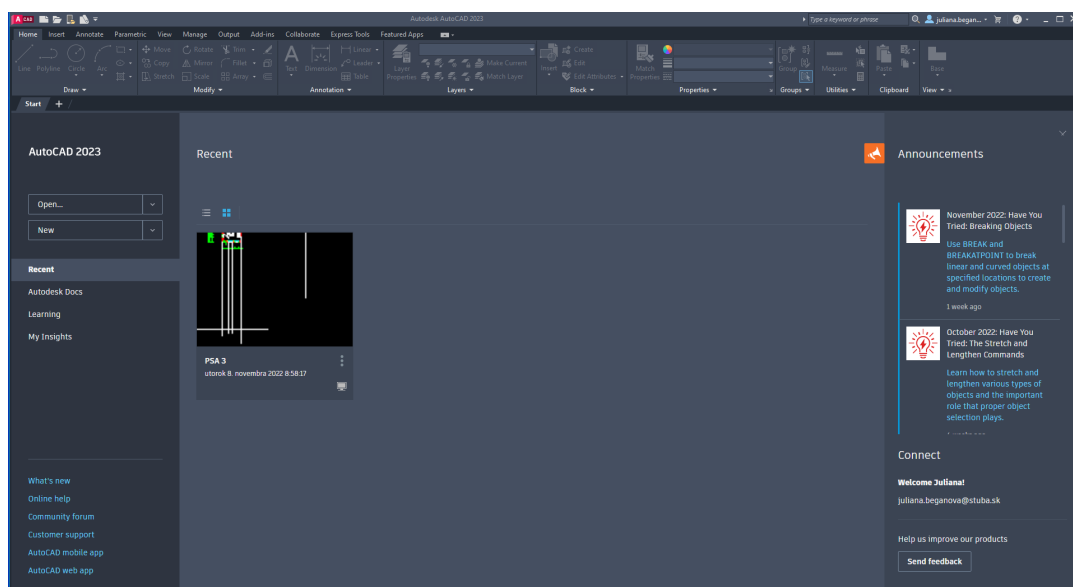 A CAD
Autodesk AutoCAD 2023
Type a keyword or phrase
juliana.began...
Home Insert Annotate Parametric View Manage Output Add-ins Collaborate Express Tools Featured Apps
Line Polyline Circle Arc
Move
Copy
Stretch
Rotate
Mirror
Scale
Trim
Fillet
Array
Text Dimension
Linear
Leader
Table
Layer
Properties
Make Current
Match Layer
Insert
Create
Edit
Edit Attributes
Match
Properties
Group
Measure
Paste
Base
Draw Modify Annotation Layers Block Properties Groups Utilities Clipboard View
Start
AutoCAD 2023
Open...
New
Recent
Autodesk Docs
Learning
My Insights
What's new
Online help
Community forum
Customer support
AutoCAD mobile app
AutoCAD web app
Recent
PSA 3
utorok 8. novembra 2022 8:58:17
Announcements
November 2022: Have You
Tried: Breaking Objects
Use BREAK and
BREAKATPOINT to break
linear and curved objects at
specified locations to create
and modify objects.
1 week ago
October 2022: Have You
Tried: The Stretch and
Lengthen Commands
Learn how to stretch and
lengthen various types of
objects and the important
role that proper object
selection plays.
Connect
Welcome Juliana!
juliana.beganova@stuba.sk
Help us improve our products
Send feedback